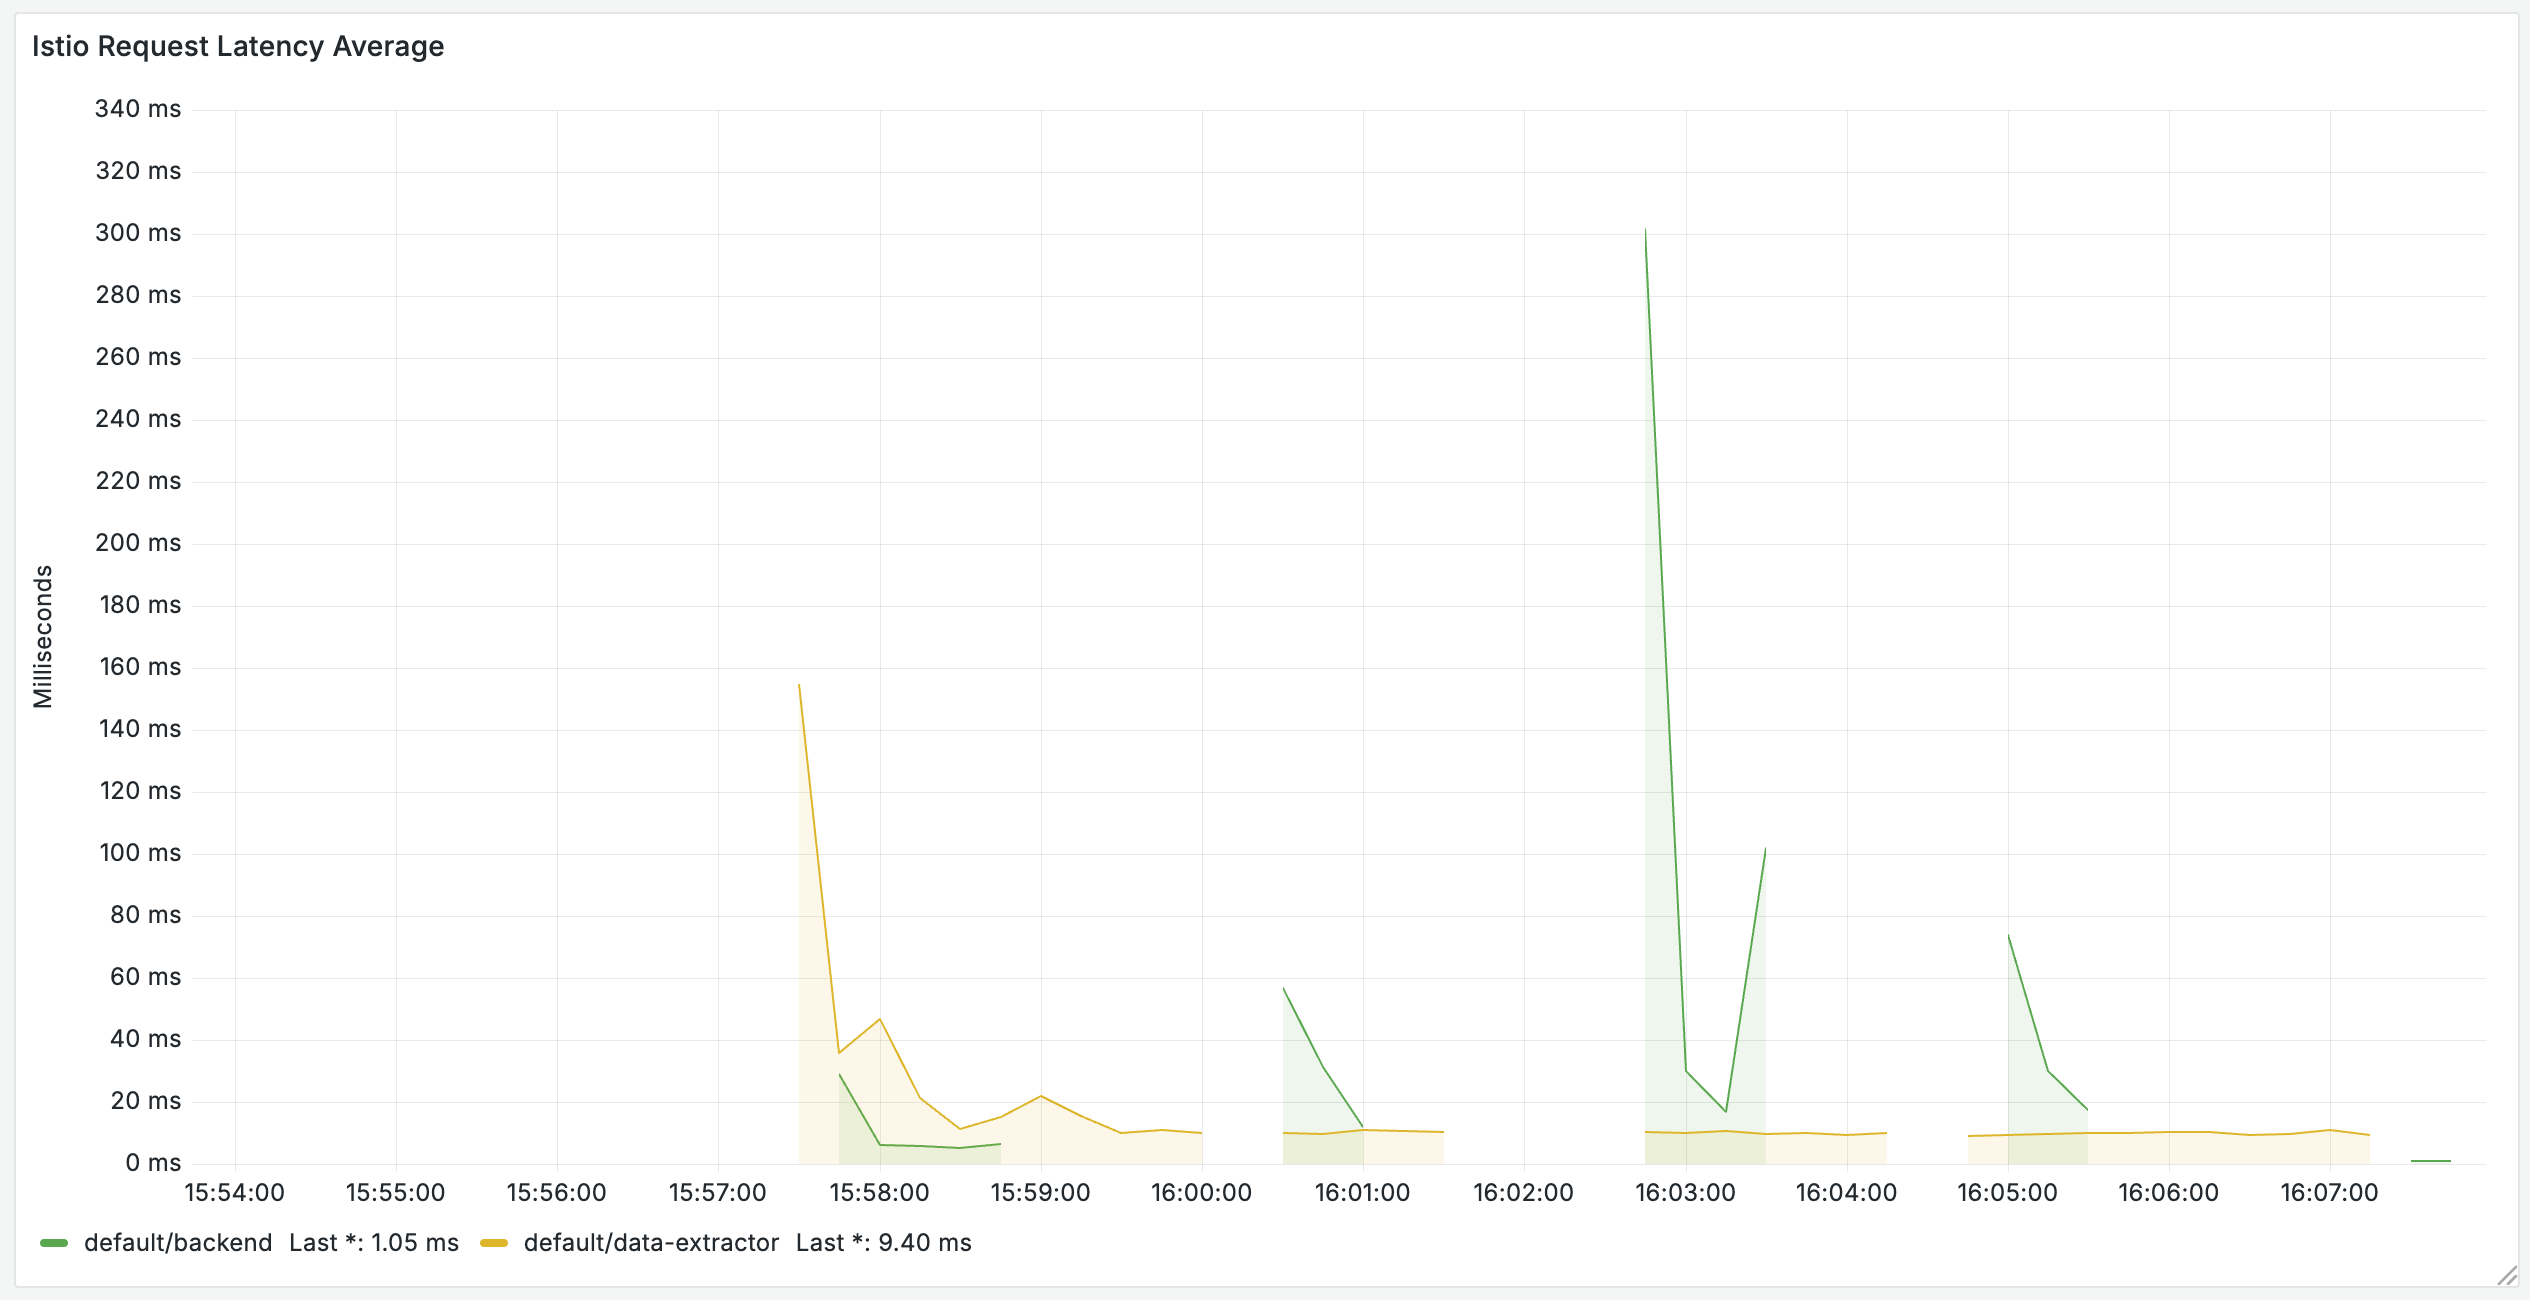 Istio Request Latency Average
Milliseconds
340 ms
320 ms
300 ms
280 ms
260 ms
240 ms
220 ms
200 ms
180 ms
160 ms
140 ms
120 ms
100 ms
80 ms
60 ms
40 ms
20 ms
0 ms
15:54:00 15:55:00 15:56:00 15:57:00 15:58:00 15:59:00 16:00:00 16:01:00 16:02:00 16:03:00 16:04:00 16:05:00 16:06:00 16:07:00
default/backend Last *: 1.05 ms default/data-extractor Last *: 9.40 ms